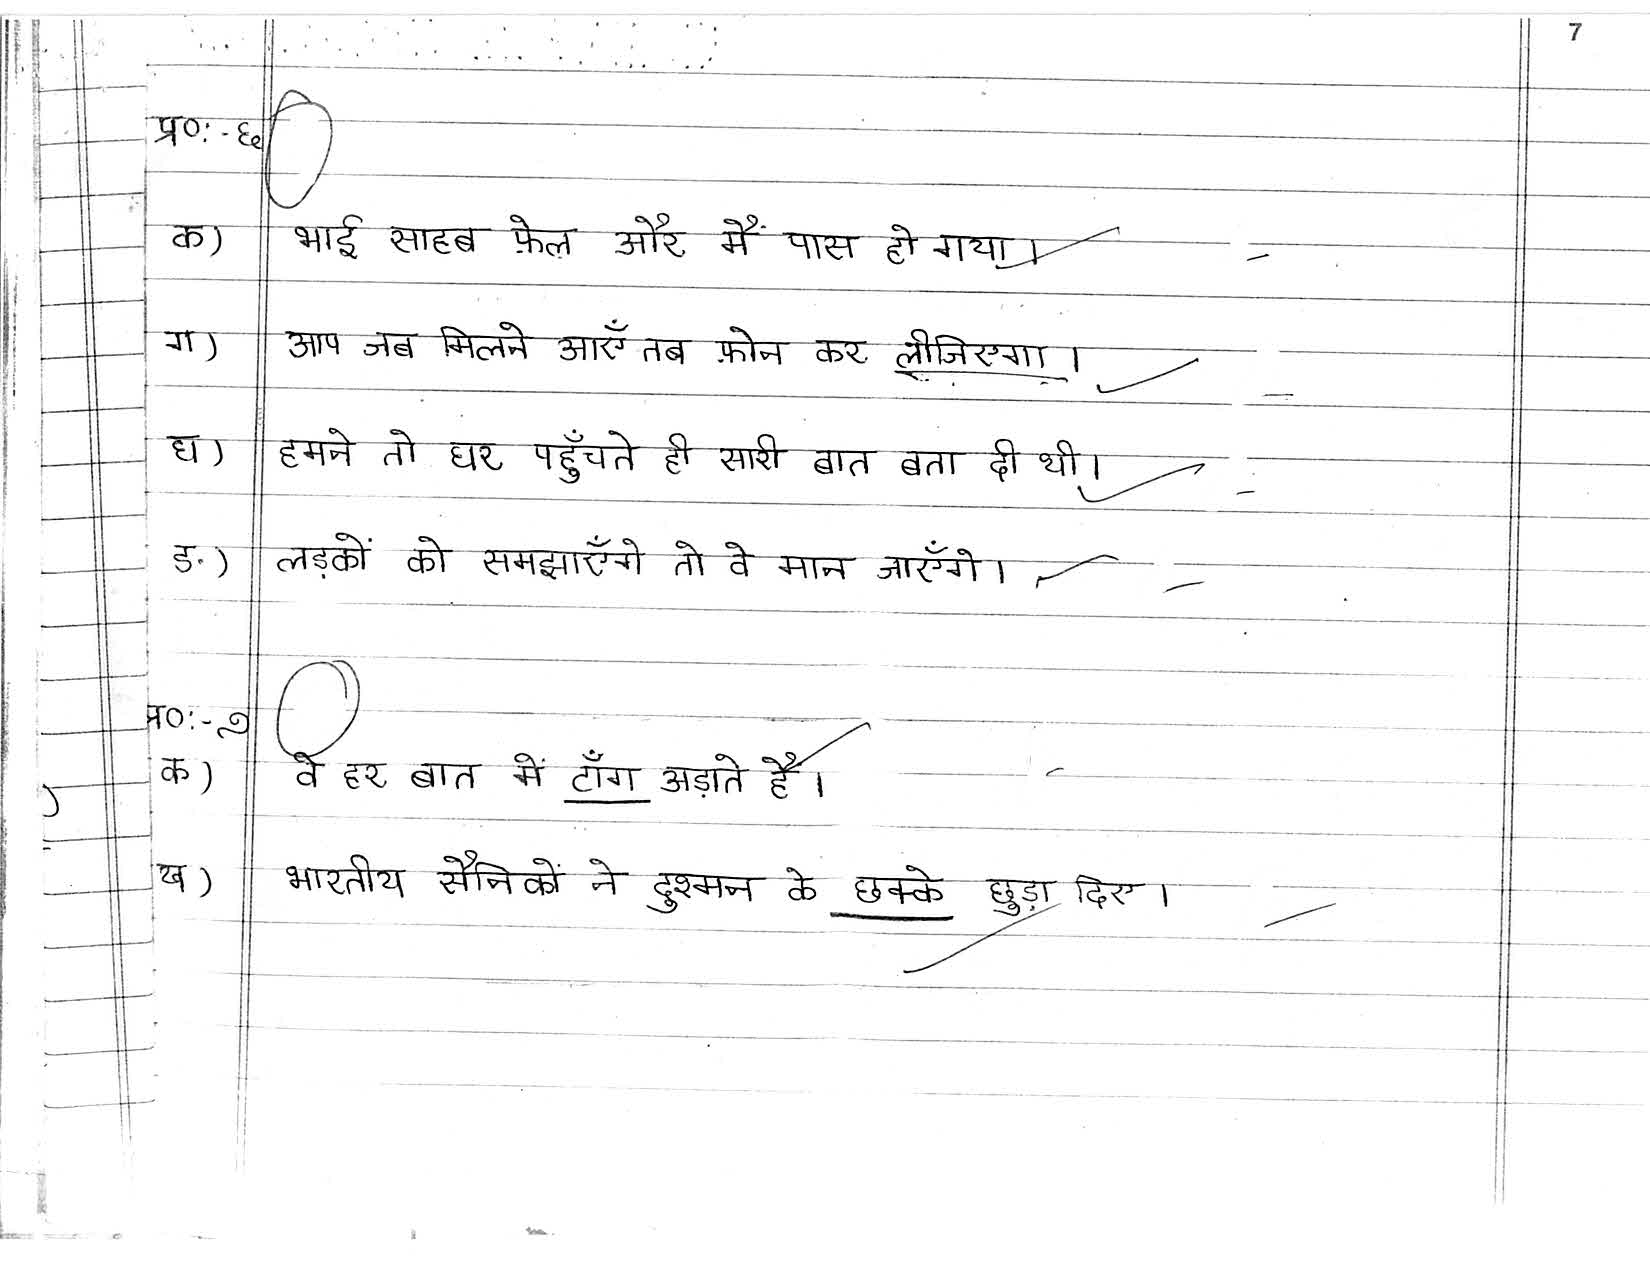 7
प्र०:-६
क) भाई साहब फ़ेल और मैं पास हो गया।
ग) आप जब मिलने आएँ तब फ़ोन कर लीजिएगा।
घ) हमने तो घर पहुँचते ही सारी बात बता दी थी।
ङ) लड़कों को समझाएँगे तो वे मान जाएँगे।
प्र०:-७
क) वे हर बात में टाँग अड़ाते हैं।
ख) भारतीय सैनिकों ने दुश्मन के छक्के छुड़ा दिए।